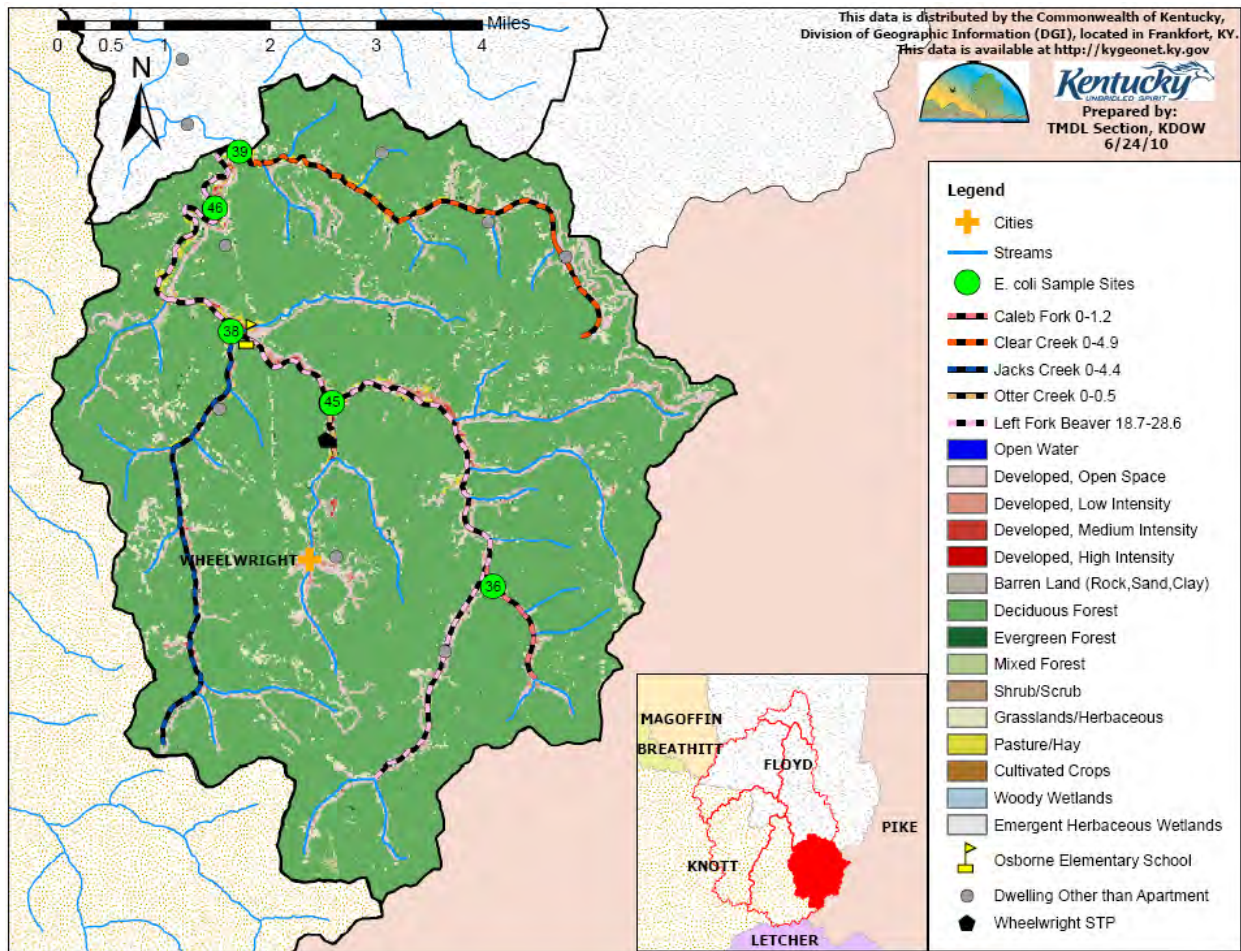 Miles
0 0.5 1 2 3 4
This data is distributed by the Commonwealth of Kentucky,
Division of Geographic Information (DGI), located in Frankfort, KY.
This data is available at http://kygeonet.ky.gov
N
Kentucky
UNBRIDLED SPIRIT
Prepared by:
TMDL Section, KDOW
6/24/10
39
46
38
45
36
WHEELWRIGHT
Legend
Cities
Streams
E. coli Sample Sites
Caleb Fork 0-1.2
Clear Creek 0-4.9
Jacks Creek 0-4.4
Otter Creek 0-0.5
Left Fork Beaver 18.7-28.6
Open Water
Developed, Open Space
Developed, Low Intensity
Developed, Medium Intensity
Developed, High Intensity
Barren Land (Rock,Sand,Clay)
Deciduous Forest
Evergreen Forest
Mixed Forest
Shrub/Scrub
Grasslands/Herbaceous
Pasture/Hay
Cultivated Crops
Woody Wetlands
Emergent Herbaceous Wetlands
Osborne Elementary School
Dwelling Other than Apartment
Wheelwright STP
MAGOFFIN
BREATHITT
FLOYD
PIKE
KNOTT
LETCHER